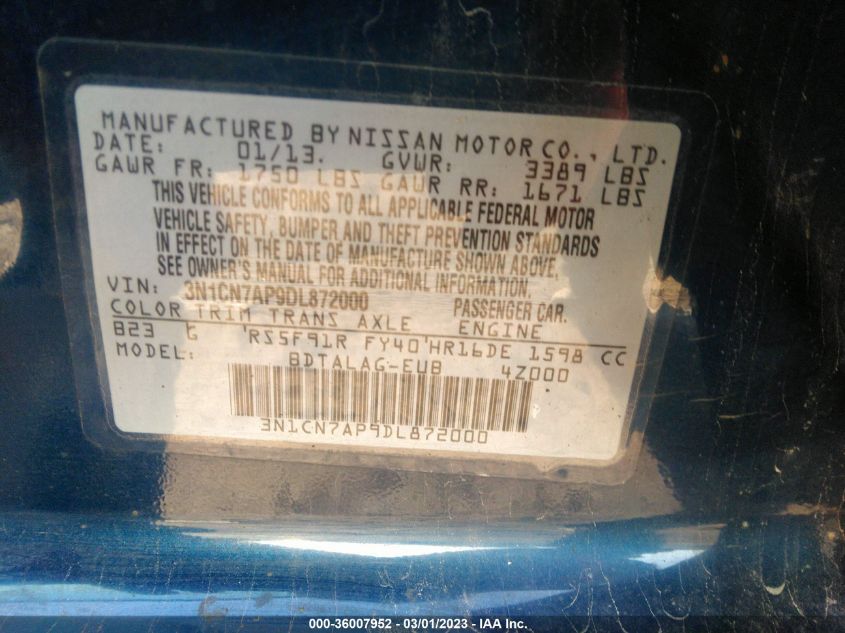 MANUFACTURED BY NISSAN MOTOR CO., LTD.
DATE: 01/13. GVWR: 3389 LBS
GAWR FR: 1750 LBS GAWR RR: 1671 LBS
THIS VEHICLE CONFORMS TO ALL APPLICABLE FEDERAL MOTOR
VEHICLE SAFETY, BUMPER AND THEFT PREVENTION STANDARDS
IN EFFECT ON THE DATE OF MANUFACTURE SHOWN ABOVE.
SEE OWNER'S MANUAL FOR ADDITIONAL INFORMATION.
VIN: 3N1CN7AP9DL872000 PASSENGER CAR.
COLOR TRIM TRANS AXLE ENGINE
B23 G 'RS5F91R FY40'HR16DE 1598 CC
MODEL: BDTALAG-EUB 4Z000
3N1CN7AP9DL872000
000-36007952 - 03/01/2023 - IAA Inc.